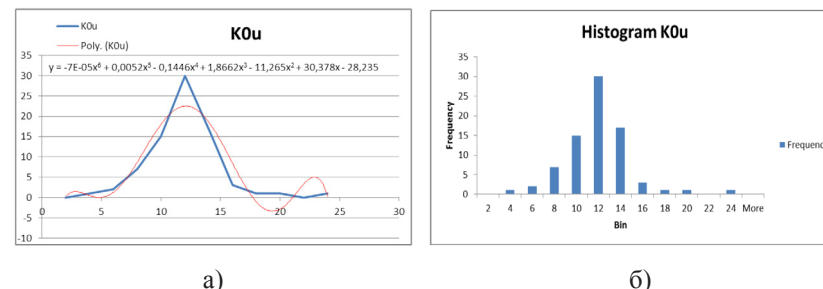 K0u
Poly. (K0u)
K0u
y = -7E-05x⁶ + 0,0052x⁵ - 0,1446x⁴ + 1,8662x³ - 11,265x² + 30,378x - 28,235
35
30
25
20
15
10
5
0
-5
-10
0 5 10 15 20 25 30
Histogram K0u
35
30
25
20
15
10
5
0
Frequency
2 4 6 8 10 12 14 16 18 20 22 24 More
Bin
Frequenc
а) б)